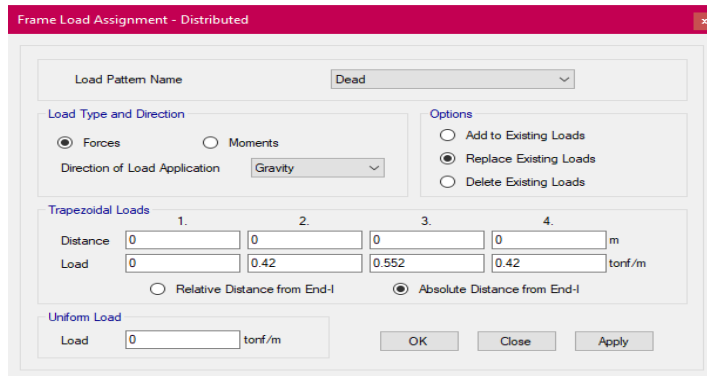 Frame Load Assignment - Distributed
x
Load Pattern Name Dead
Load Type and Direction
Forces Moments
Direction of Load Application Gravity
Options
Add to Existing Loads
Replace Existing Loads
Delete Existing Loads
Trapezoidal Loads
1. 2. 3. 4.
Distance 0 0 0 0 m
Load 0 0.42 0.552 0.42 tonf/m
Relative Distance from End-I Absolute Distance from End-I
Uniform Load
Load 0 tonf/m
OK Close Apply